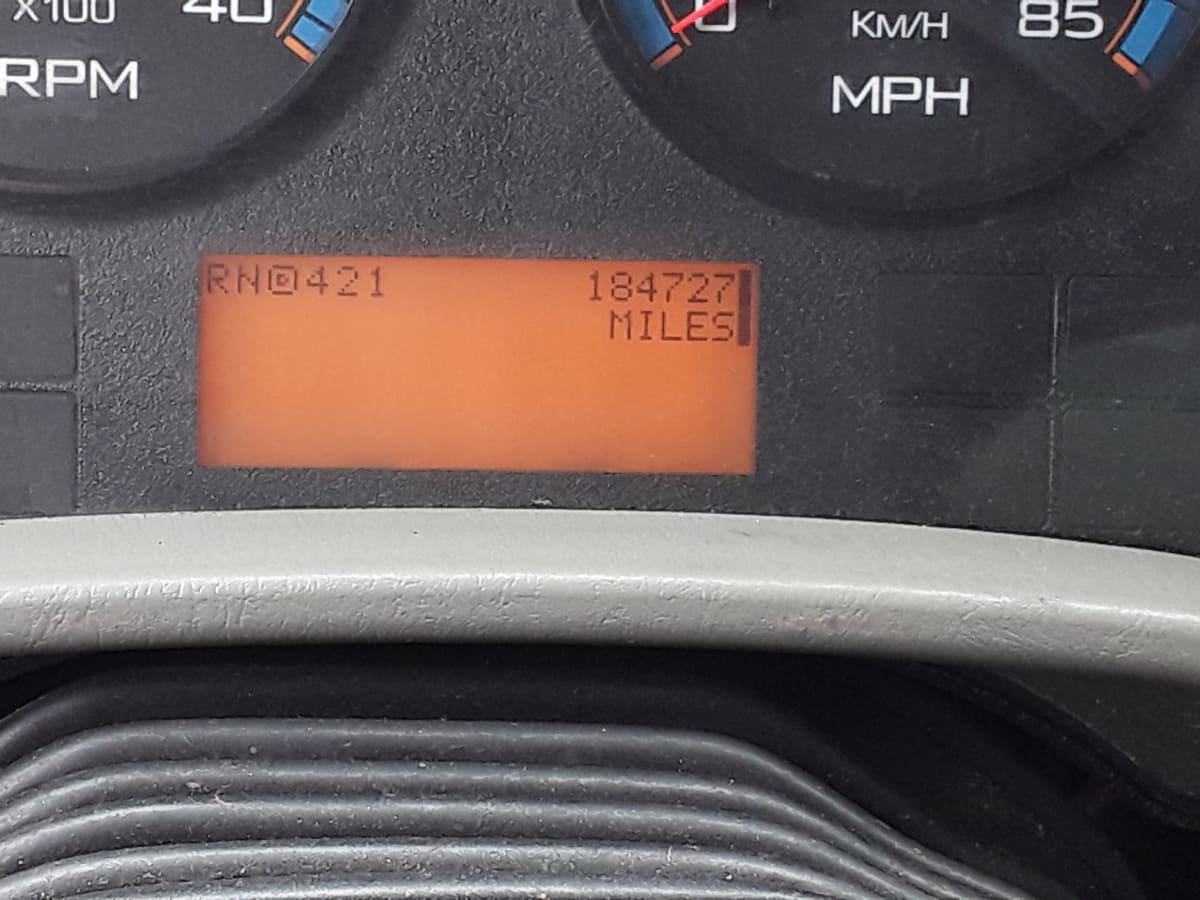 x100 40
RPM
0 KM/H 85
MPH
RN@421 184727
MILES